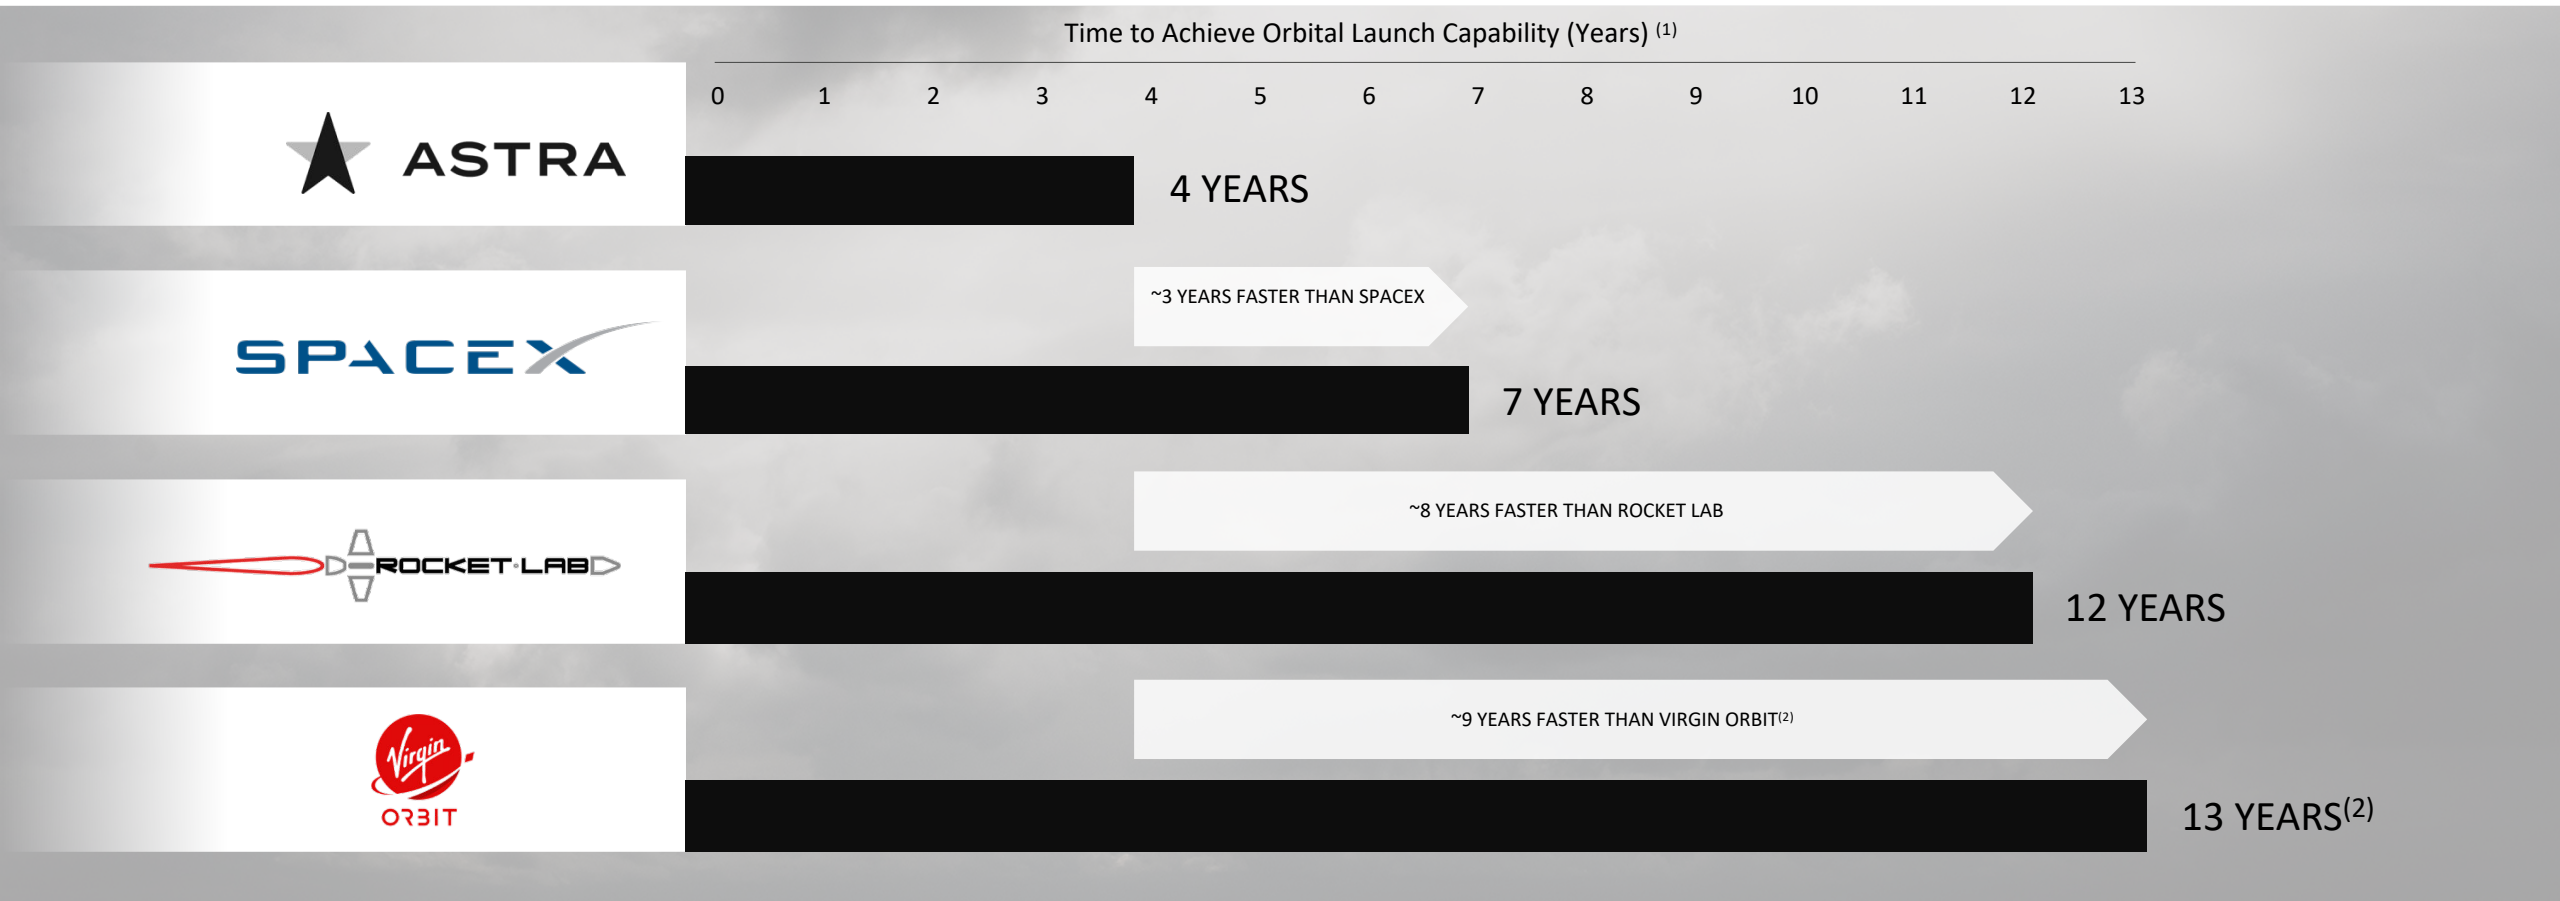 Time to Achieve Orbital Launch Capability (Years) (1)
0 1 2 3 4 5 6 7 8 9 10 11 12 13
ASTRA
4 YEARS
~3 YEARS FASTER THAN SPACEX
SPACEX
7 YEARS
~8 YEARS FASTER THAN ROCKET LAB
ROCKET·LAB
12 YEARS
~9 YEARS FASTER THAN VIRGIN ORBIT(2)
Virgin
ORBIT
13 YEARS(2)